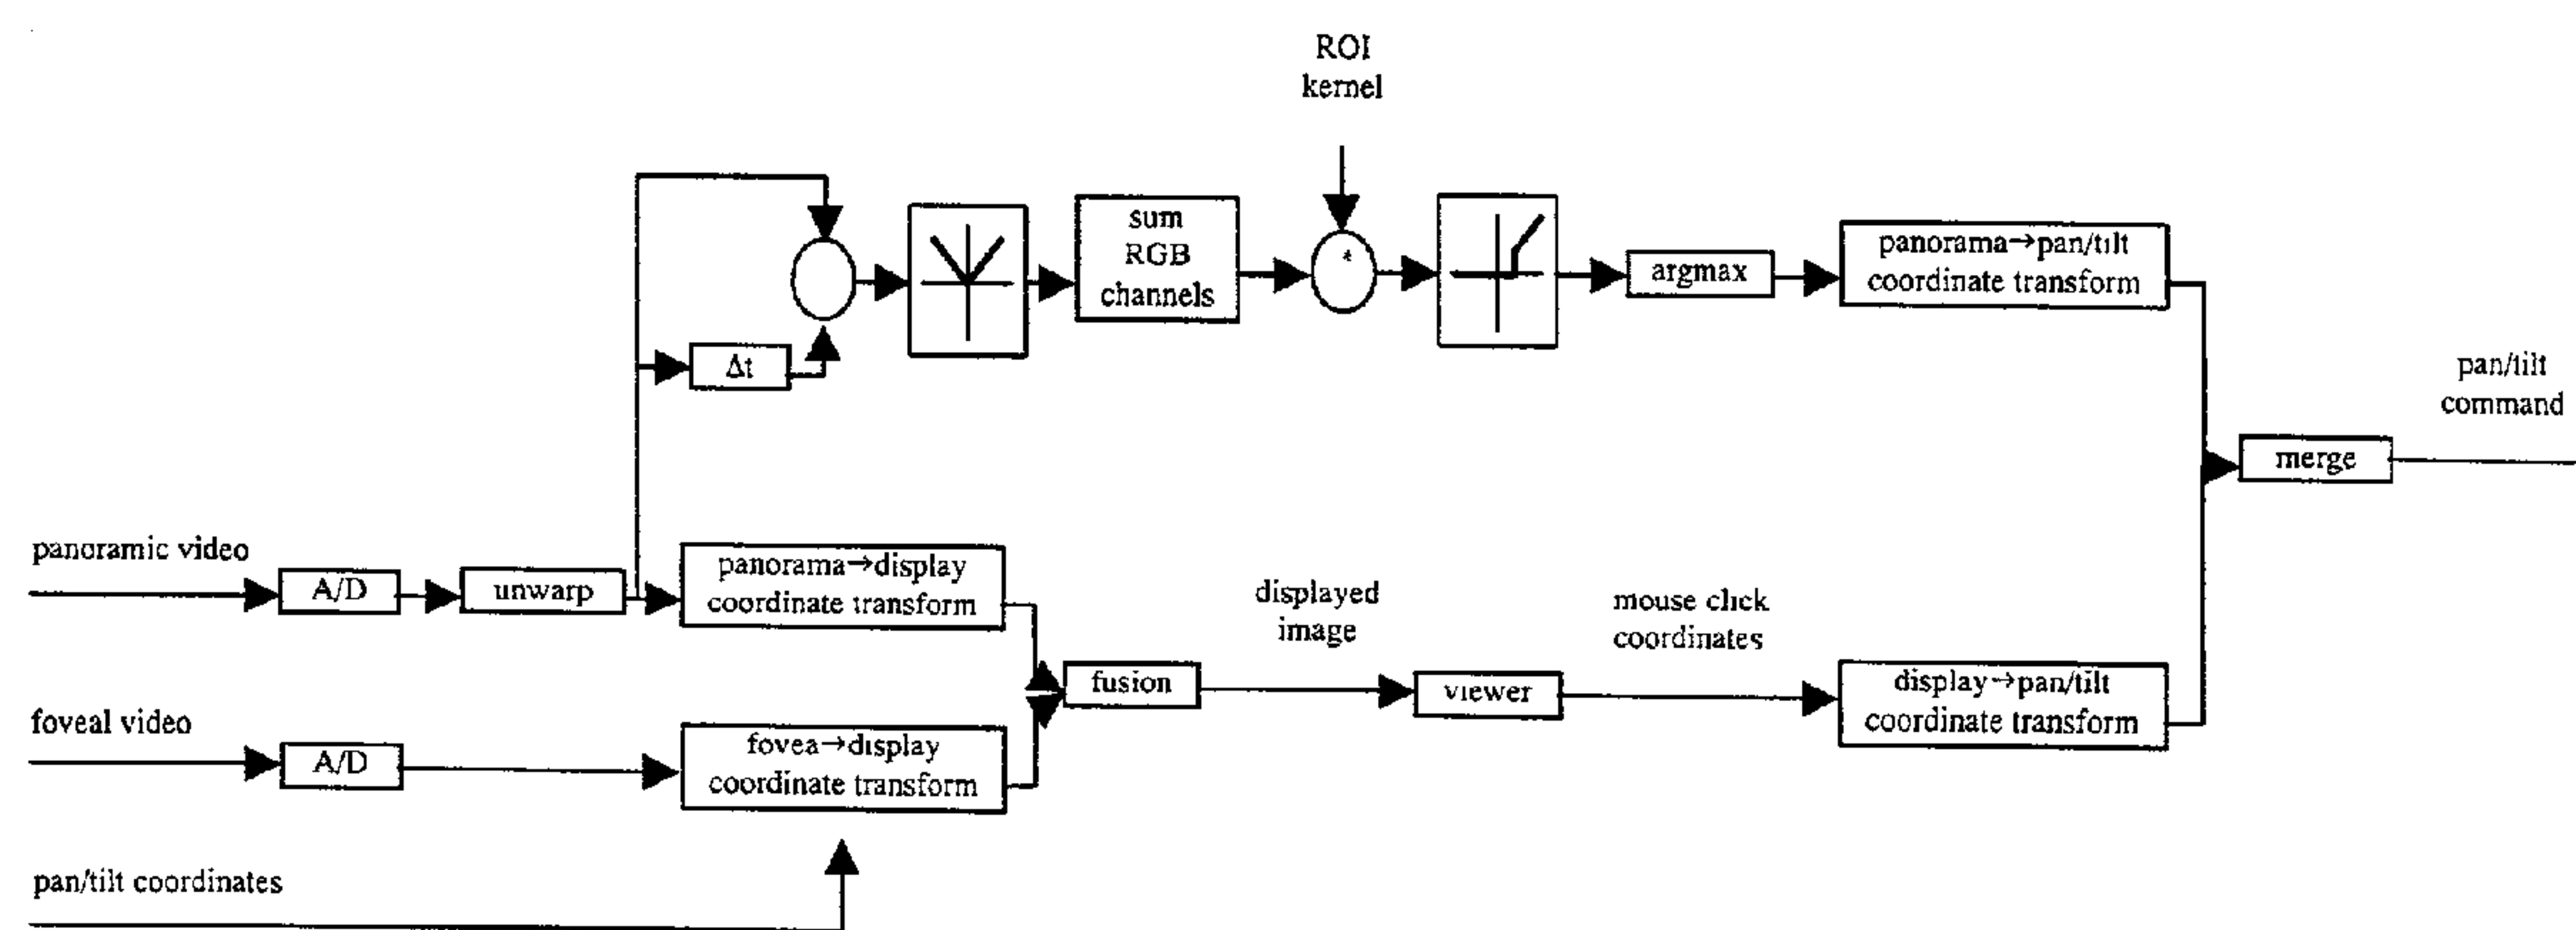 ROI
kernel
sum
RGB
channels
*
argmax
panorama→pan/tilt
coordinate transform
Δt
pan/tilt
command
merge
panoramic video
A/D
unwarp
panorama→display
coordinate transform
displayed
image
mouse click
coordinates
fusion
viewer
display→pan/tilt
coordinate transform
foveal video
A/D
fovea→display
coordinate transform
pan/tilt coordinates